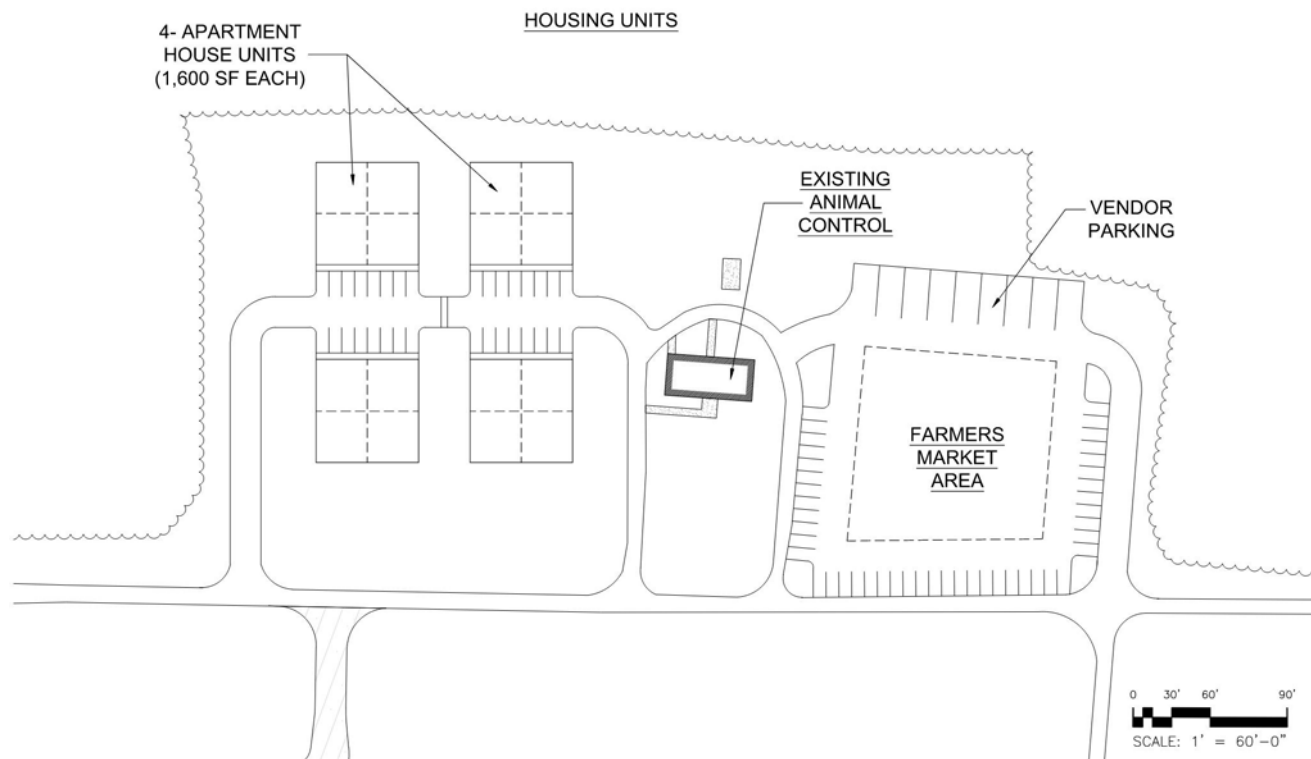 HOUSING UNITS
4- APARTMENT
HOUSE UNITS
(1,600 SF EACH)
EXISTING
ANIMAL
CONTROL
VENDOR
PARKING
FARMERS
MARKET
AREA
0 30' 60' 90'
SCALE: 1' = 60'-0"